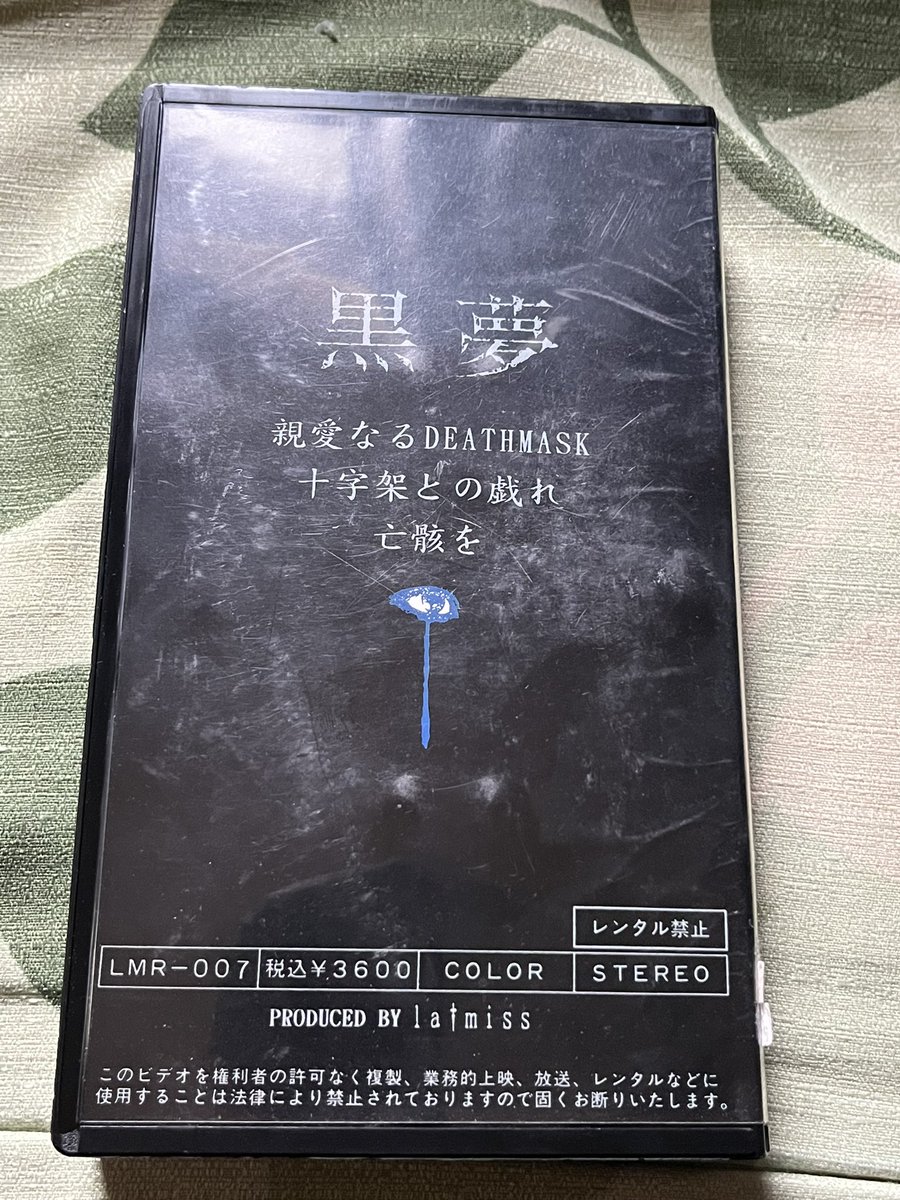 黒夢
親愛なるDEATHMASK
十字架との戯れ
亡骸を
レンタル禁止
LMR-007 税込¥3600 COLOR STEREO
PRODUCED BY la†miss
このビデオを権利者の許可なく複製、業務的上映、放送、レンタルなどに
使用することは法律により禁止されておりますので固くお断りいたします。